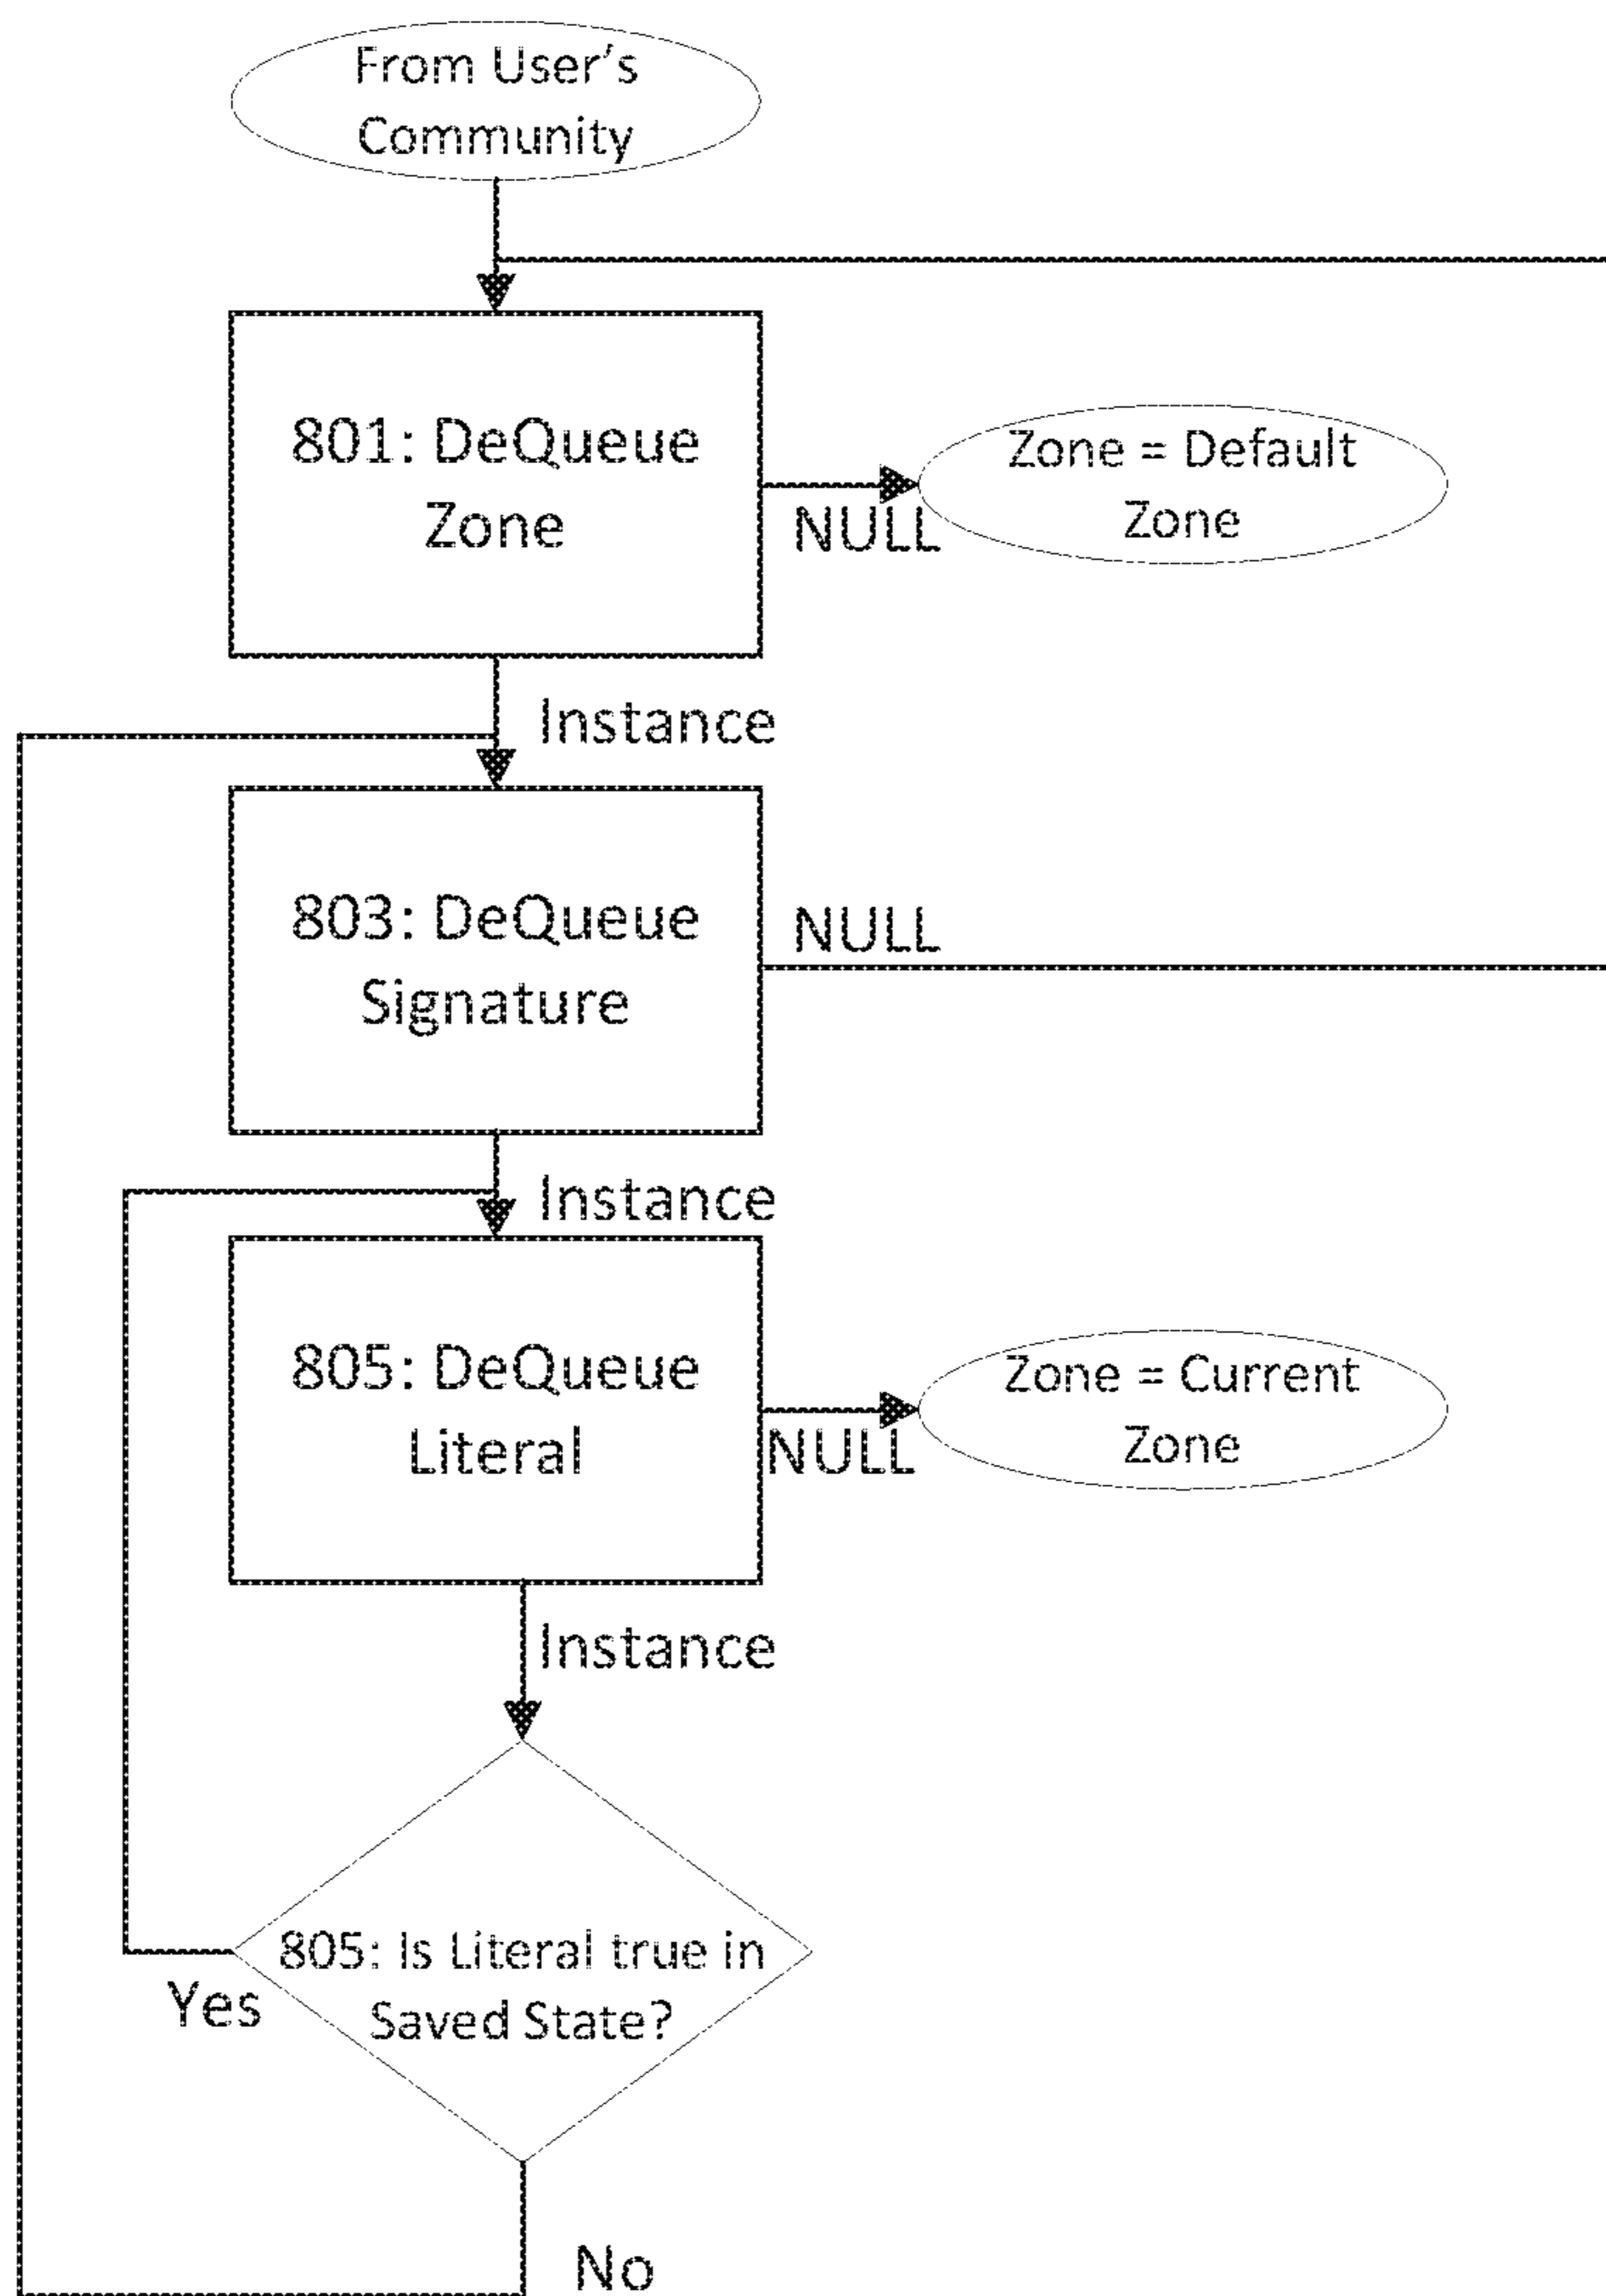 From User's
Community
801: DeQueue
Zone
NULL
Zone = Default
Zone
Instance
803: DeQueue
Signature
NULL
Instance
805: DeQueue
Literal
NULL
Zone = Current
Zone
Instance
805: Is Literal true in
Saved State?
Yes
No